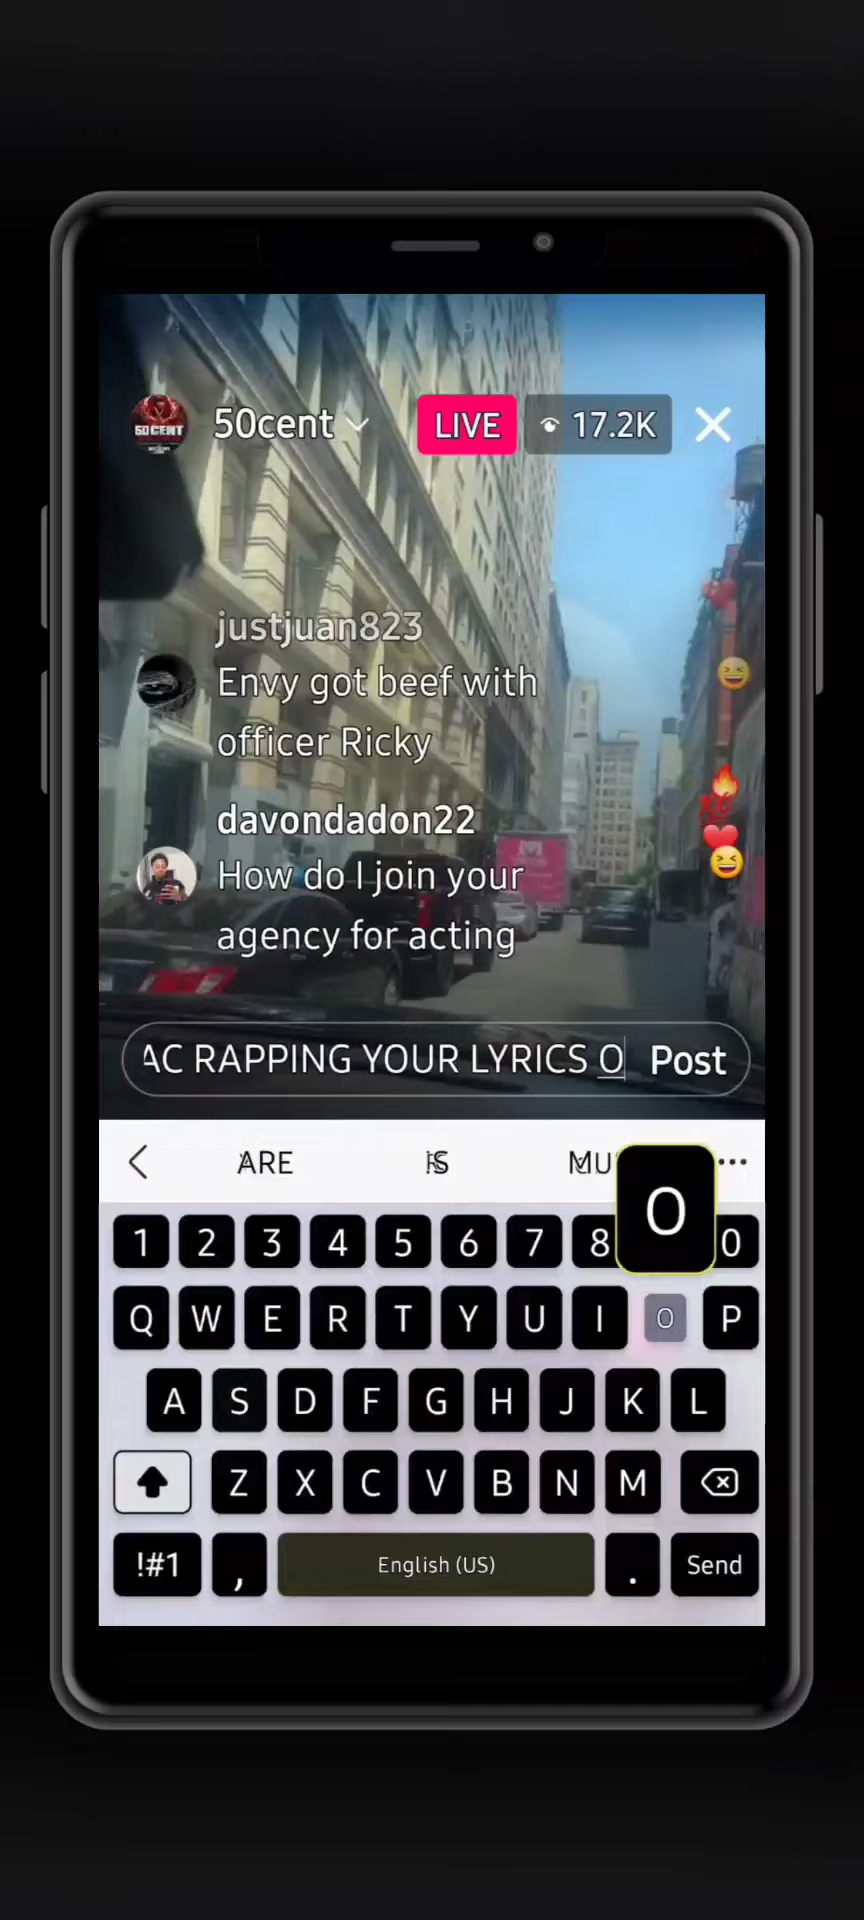 50cent
LIVE
17.2K
50CENT
justjuan823
Envy got beef with
officer Ricky
davondadon22
How do I join your
agency for acting
AC RAPPING YOUR LYRICS O
Post
ARE
0
1 2 3 4 5 6 7 8 0
Q W E R T Y U I O P
A S D F G H J K L
Z X C V B N M
!#1 , English (US) . Send